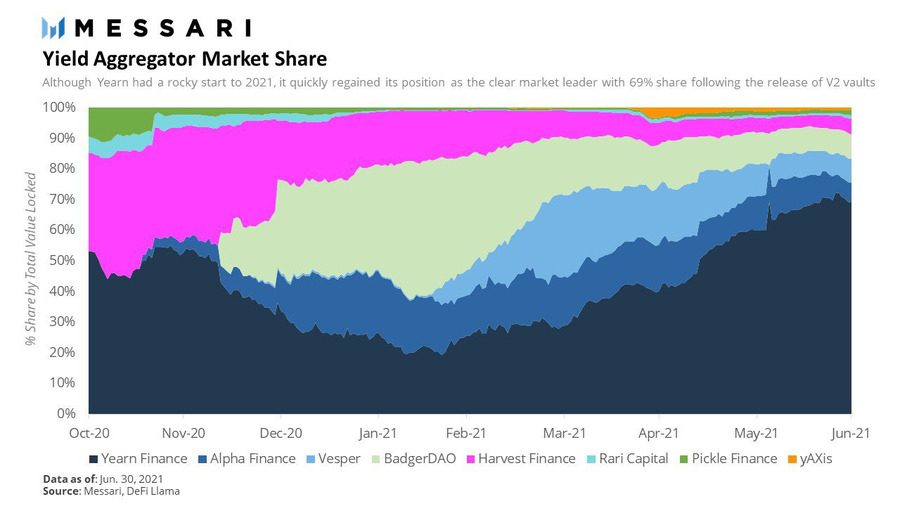 MESSARI
Yield Aggregator Market Share
Although Yearn had a rocky start to 2021, it quickly regained its position as the clear market leader with 69% share following the release of V2 vaults
% Share by Total Value Locked
100%
90%
80%
70%
60%
50%
40%
30%
20%
10%
0%
Oct-20 Nov-20 Dec-20 Jan-21 Feb-21 Mar-21 Apr-21 May-21 Jun-21
Yearn Finance Alpha Finance Vesper BadgerDAO Harvest Finance Rari Capital Pickle Finance yAXis
Data as of: Jun. 30, 2021
Source: Messari, DeFi Llama